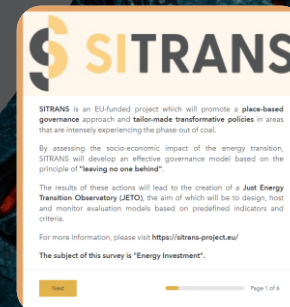 SITRANS
SITRANS is an EU-funded project which will promote a place-based
governance approach and tailor-made transformative policies in areas
that are intensely experiencing the phase-out of coal.
By assessing the socio-economic impact of the energy transition,
SITRANS will develop an effective governance model based on the
principle of "leaving no one behind".
The results of these actions will lead to the creation of a Just Energy
Transition Observatory (JETO), the aim of which will be to design, host
and monitor evaluation models based on predefined indicators and
criteria.
For more information, please visit https://sitrans-project.eu/
The subject of this survey is "Energy Investment".
Next
Page 1 of 6